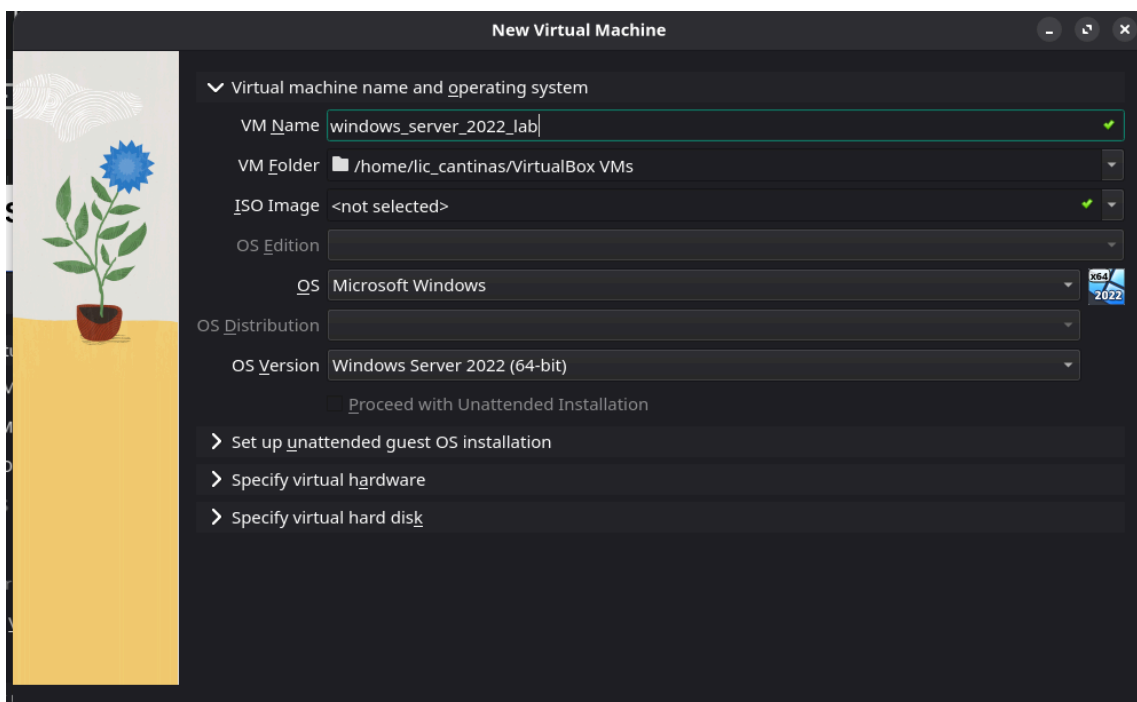 New Virtual Machine
Virtual machine name and operating system
VM Name windows_server_2022_lab
VM Folder /home/lic_cantinas/VirtualBox VMs
ISO Image <not selected>
OS Edition
OS Microsoft Windows
x64
2022
OS Distribution
OS Version Windows Server 2022 (64-bit)
Proceed with Unattended Installation
Set up unattended guest OS installation
Specify virtual hardware
Specify virtual hard disk